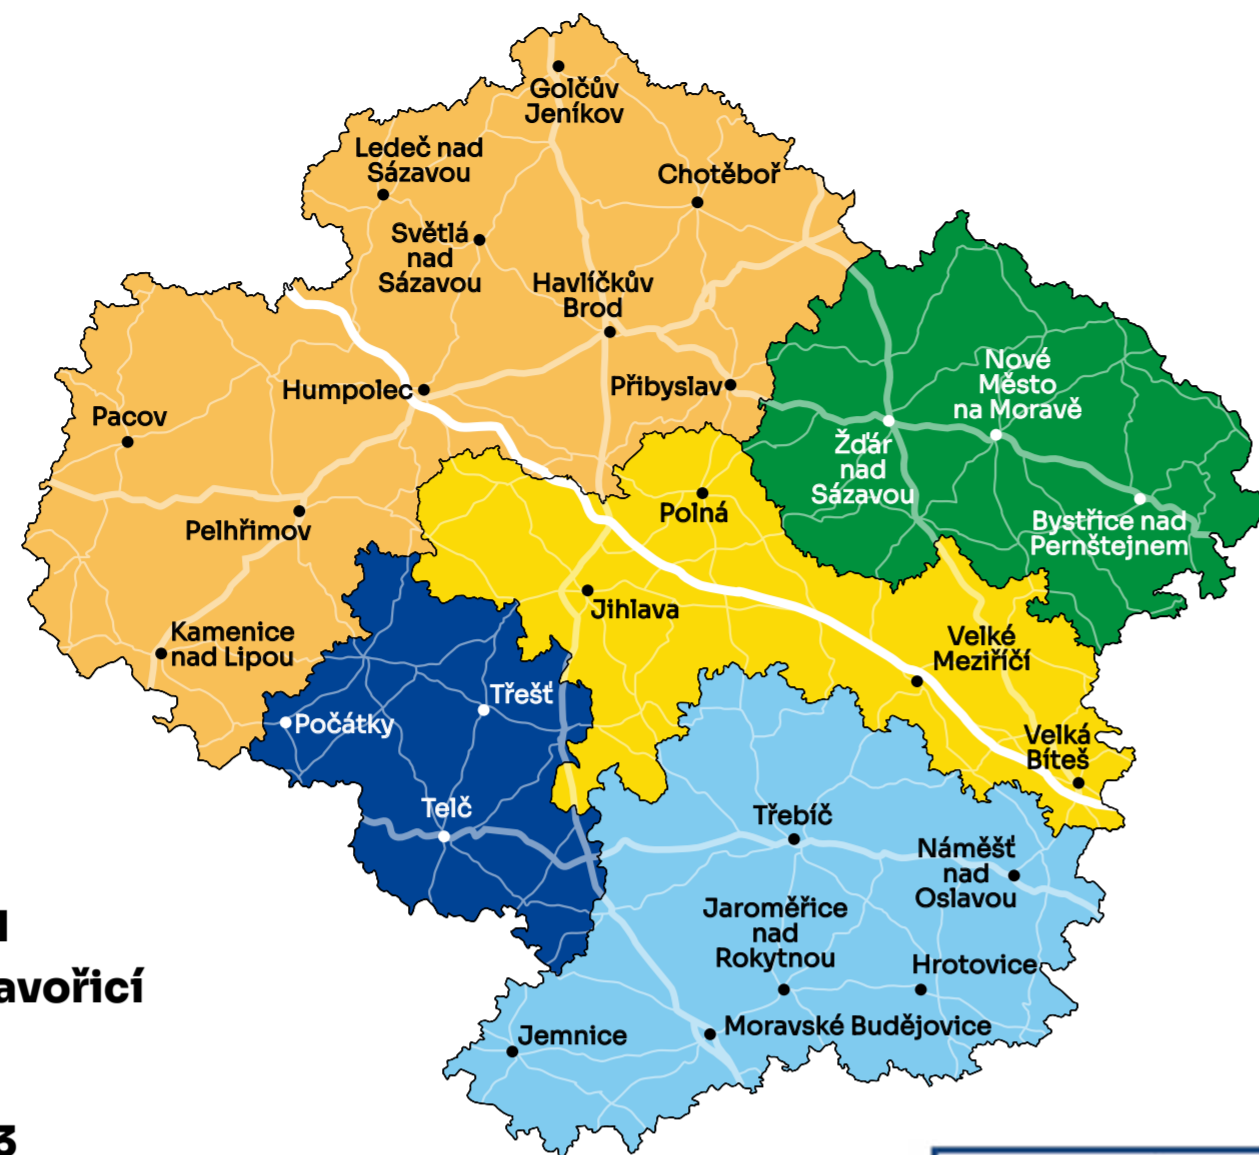 Golčův
Jeníkov
Ledeč nad
Sázavou
Chotěboř
Světlá
nad
Sázavou
Havlíčkův
Brod
Nové
Město
na Moravě
Humpolec
Přibyslav
Pacov
Žďár
nad
Sázavou
Polná
Pelhřimov
Bystřice nad
Pernštejnem
Jihlava
Kamenice
nad Lipou
Velké
Meziříčí
Třešť
Počátky
Velká
Bíteš
Telč
Třebíč
Náměšť
nad
Oslavou
Jaroměřice
nad
Rokytnou
Hrotovice
avořicí
Moravské Budějovice
Jemnice
3